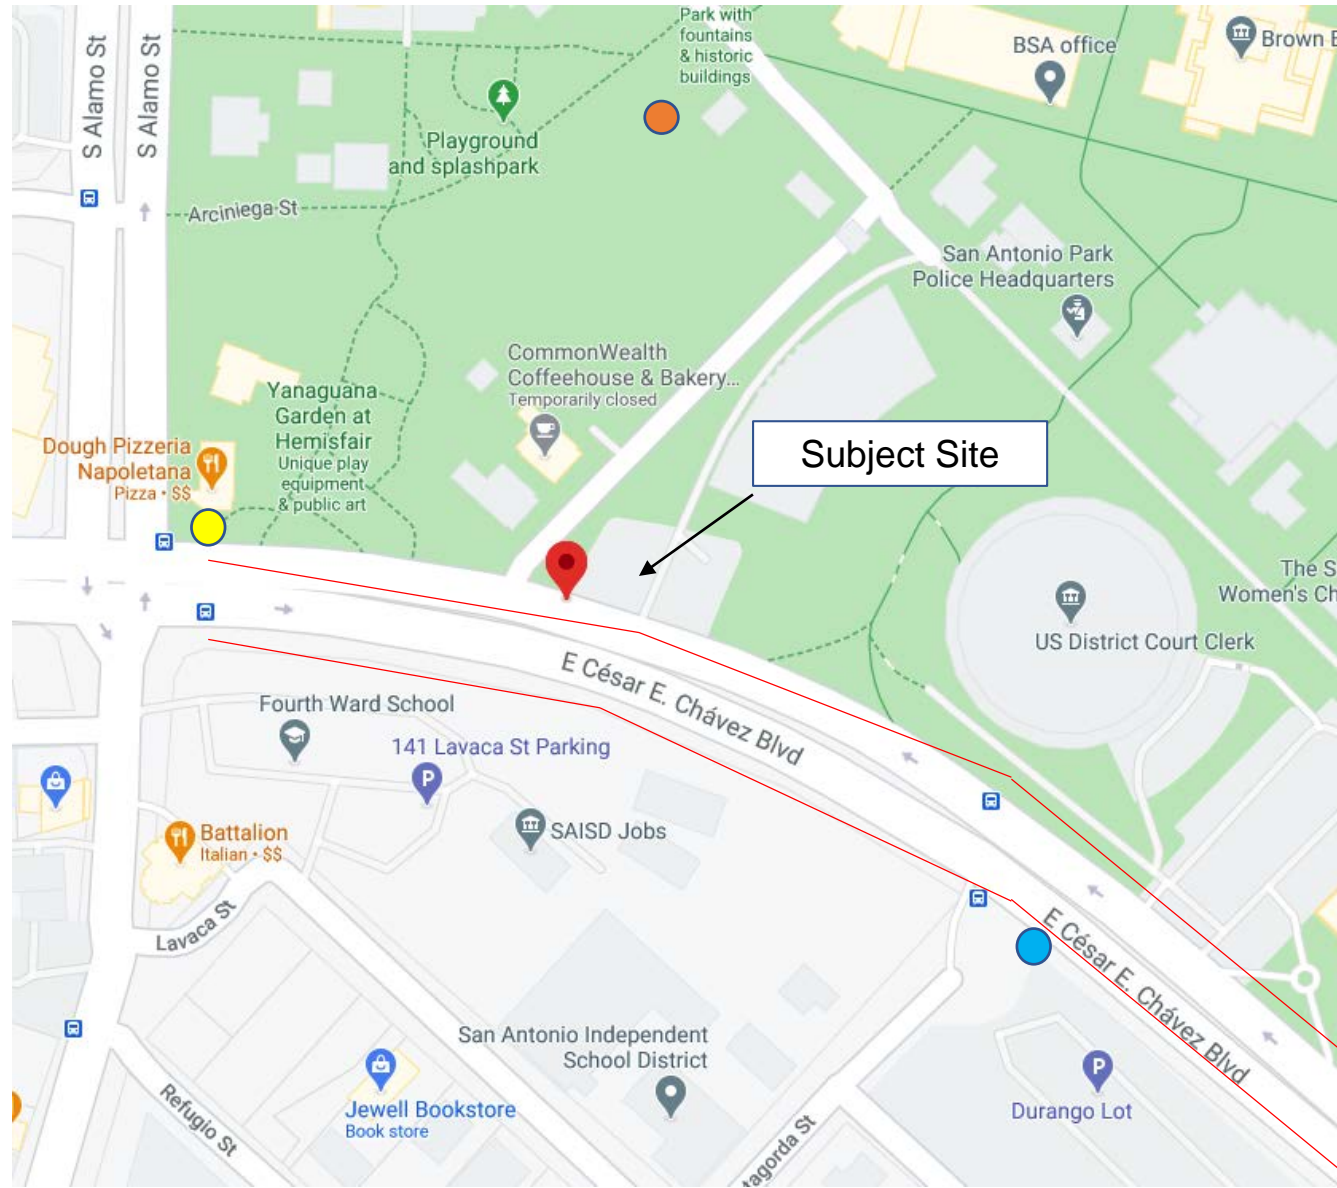 Park with
fountains
& historic
buildings
BSA office
Brown
S Alamo St
S Alamo St
Playground
and splashpark
Arciniega St
San Antonio Park
Police Headquarters
CommonWealth
Coffeehouse & Bakery...
Temporarily closed
Yanaguana
Garden at
Hemisfair
Unique play
equipment
& public art
Dough Pizzeria
Napoletana
Pizza • $$
Subject Site
The S
Women's Ch
US District Court Clerk
E César E. Chávez Blvd
Fourth Ward School
141 Lavaca St Parking
P
SAISD Jobs
Battalion
Italian • $$
Lavaca St
E César E. Chávez Blvd
San Antonio Independent
School District
P
Durango Lot
Jewell Bookstore
Book store
Refugio St
tagorda St